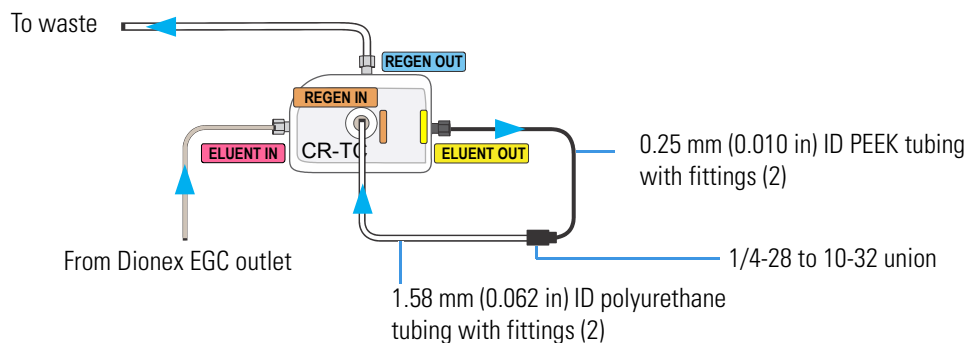 To waste
REGEN OUT
REGEN IN
ELUENT IN
CR-TC
ELUENT OUT
0.25 mm (0.010 in) ID PEEK tubing
with fittings (2)
From Dionex EGC outlet
1/4-28 to 10-32 union
1.58 mm (0.062 in) ID polyurethane
tubing with fittings (2)